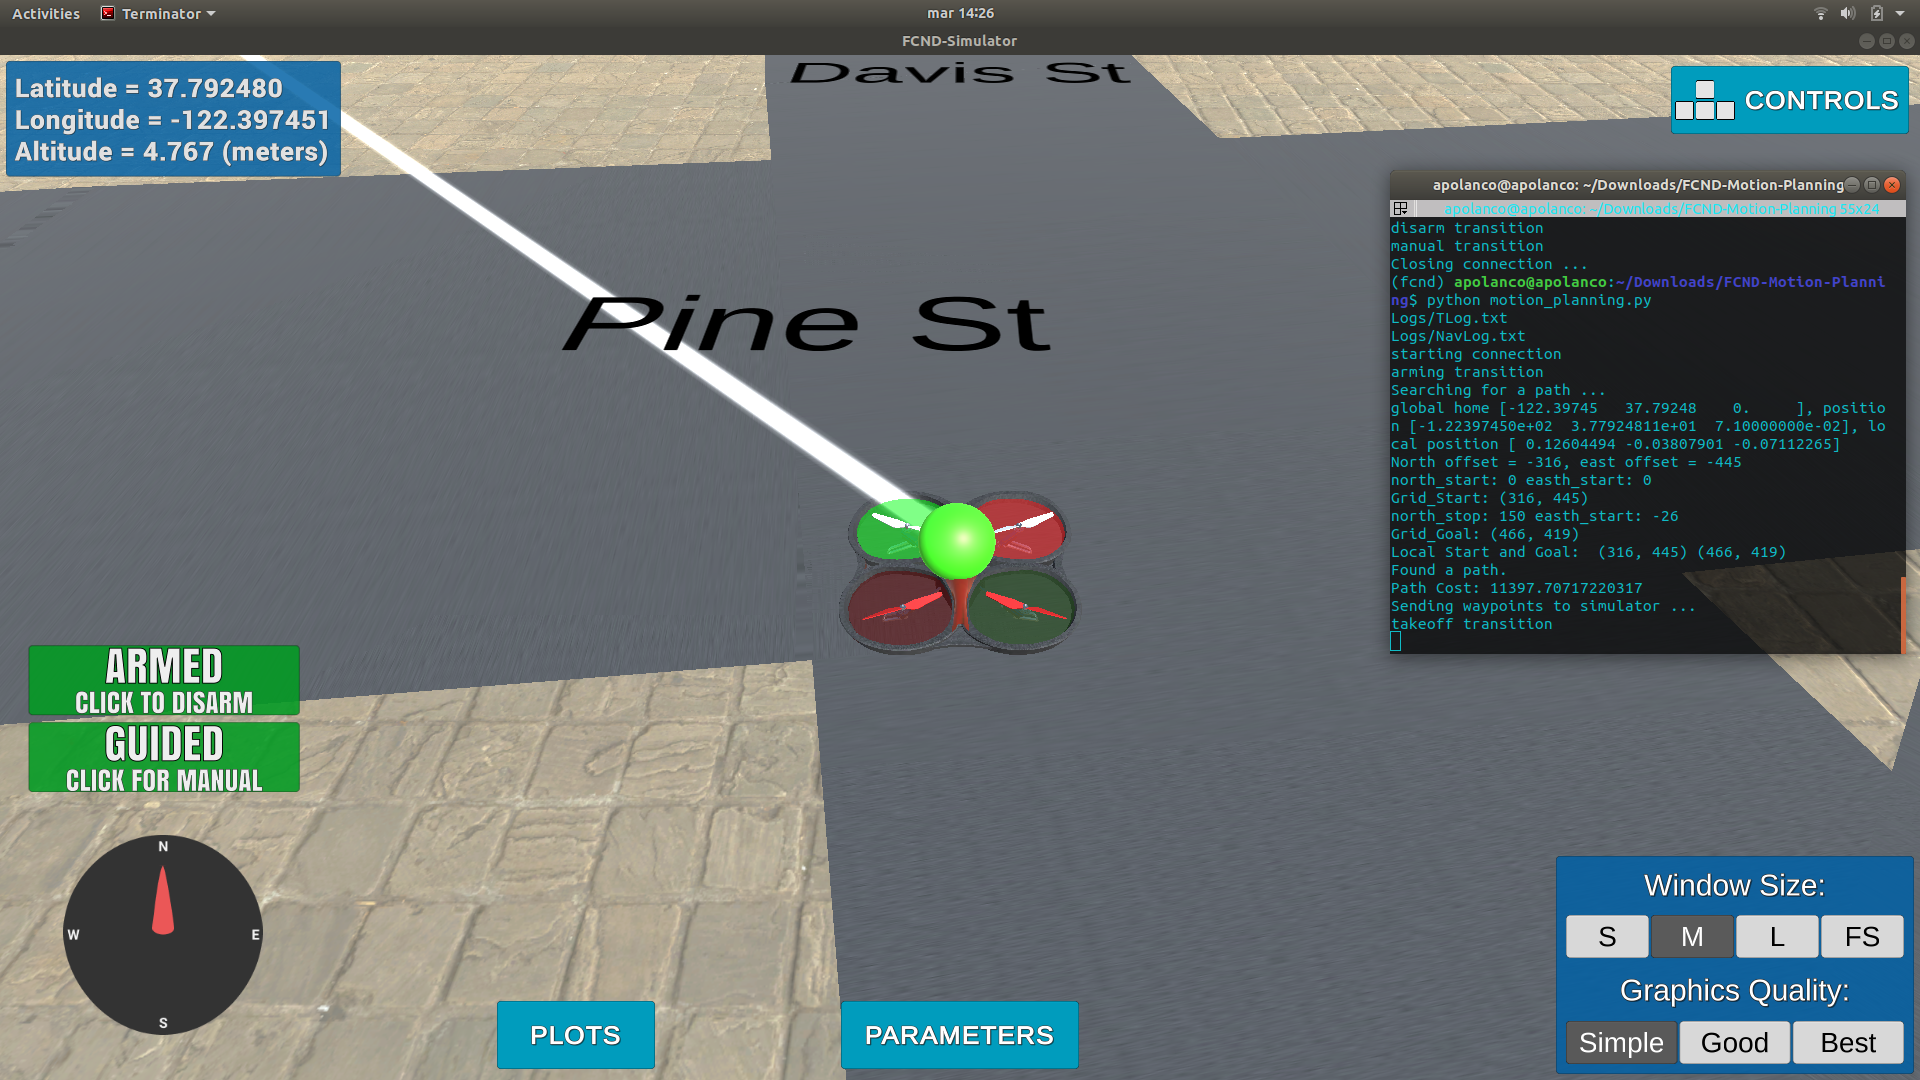 Activities
Terminator
mar 14:26
FCND-Simulator
Latitude = 37.792480
Longitude = -122.397451
Altitude = 4.767 (meters)
Davis St
CONTROLS
Pine St
apolanco@apolanco: ~/Downloads/FCND-Motion-Planning
apolanco@apolanco: ~/Downloads/FCND-Motion-Planning 55x24
disarm transition
manual transition
Closing connection ...
(fcnd) apolanco@apolanco:~/Downloads/FCND-Motion-Planni
ng$ python motion_planning.py
Logs/TLog.txt
Logs/NavLog.txt
starting connection
arming transition
Searching for a path ...
global home [-122.39745   37.79248    0.     ], positio
n [-1.22397450e+02  3.77924811e+01  7.10000000e-02], lo
cal position [ 0.12604494 -0.03807901 -0.07112265]
North offset = -316, east offset = -445
north_start: 0 easth_start: 0
Grid_Start: (316, 445)
north_stop: 150 easth_start: -26
Grid_Goal: (466, 419)
Local Start and Goal:  (316, 445) (466, 419)
Found a path.
Path Cost: 11397.70717220317
Sending waypoints to simulator ...
takeoff transition
ARMED
CLICK TO DISARM
GUIDED
CLICK FOR MANUAL
N
W E
S
PLOTS
PARAMETERS
Window Size:
S M L FS
Graphics Quality:
Simple Good Best